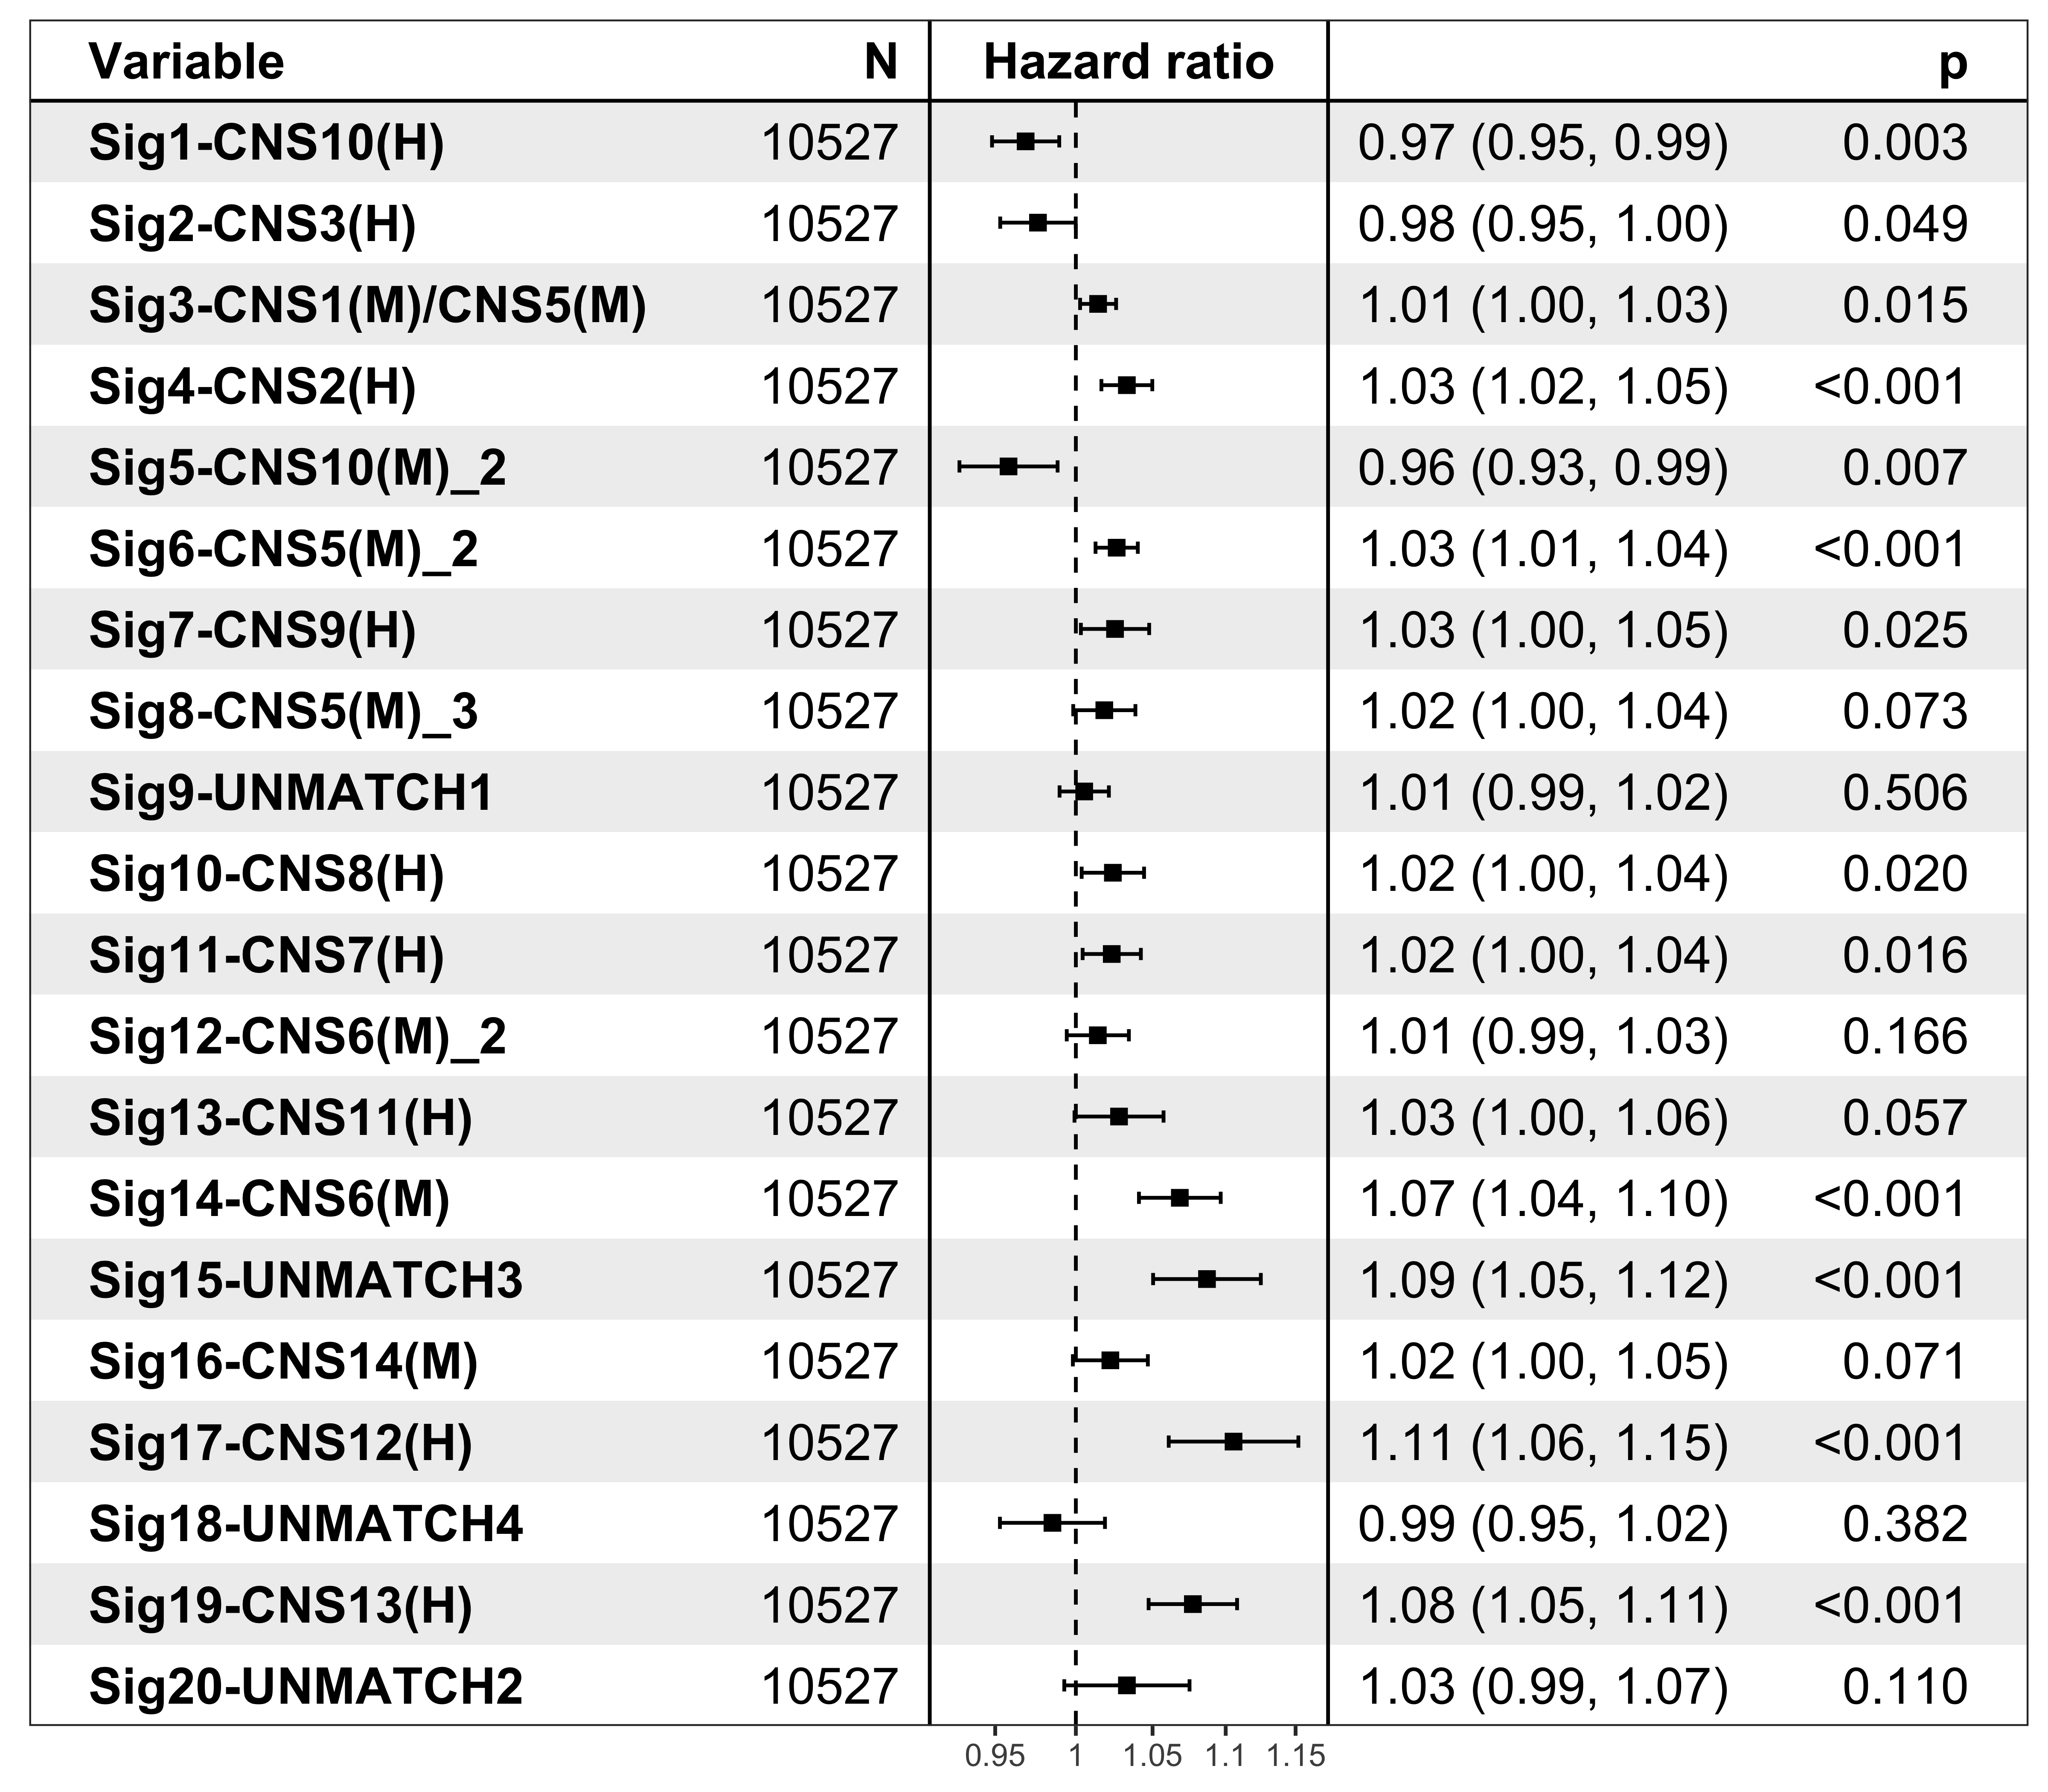 Variable N Hazard ratio p
Sig1-CNS10(H) 10527 0.97 (0.95, 0.99) 0.003
Sig2-CNS3(H) 10527 0.98 (0.95, 1.00) 0.049
Sig3-CNS1(M)/CNS5(M) 10527 1.01 (1.00, 1.03) 0.015
Sig4-CNS2(H) 10527 1.03 (1.02, 1.05) <0.001
Sig5-CNS10(M)_2 10527 0.96 (0.93, 0.99) 0.007
Sig6-CNS5(M)_2 10527 1.03 (1.01, 1.04) <0.001
Sig7-CNS9(H) 10527 1.03 (1.00, 1.05) 0.025
Sig8-CNS5(M)_3 10527 1.02 (1.00, 1.04) 0.073
Sig9-UNMATCH1 10527 1.01 (0.99, 1.02) 0.506
Sig10-CNS8(H) 10527 1.02 (1.00, 1.04) 0.020
Sig11-CNS7(H) 10527 1.02 (1.00, 1.04) 0.016
Sig12-CNS6(M)_2 10527 1.01 (0.99, 1.03) 0.166
Sig13-CNS11(H) 10527 1.03 (1.00, 1.06) 0.057
Sig14-CNS6(M) 10527 1.07 (1.04, 1.10) <0.001
Sig15-UNMATCH3 10527 1.09 (1.05, 1.12) <0.001
Sig16-CNS14(M) 10527 1.02 (1.00, 1.05) 0.071
Sig17-CNS12(H) 10527 1.11 (1.06, 1.15) <0.001
Sig18-UNMATCH4 10527 0.99 (0.95, 1.02) 0.382
Sig19-CNS13(H) 10527 1.08 (1.05, 1.11) <0.001
Sig20-UNMATCH2 10527 1.03 (0.99, 1.07) 0.110
0.95 1 1.05 1.1 1.15